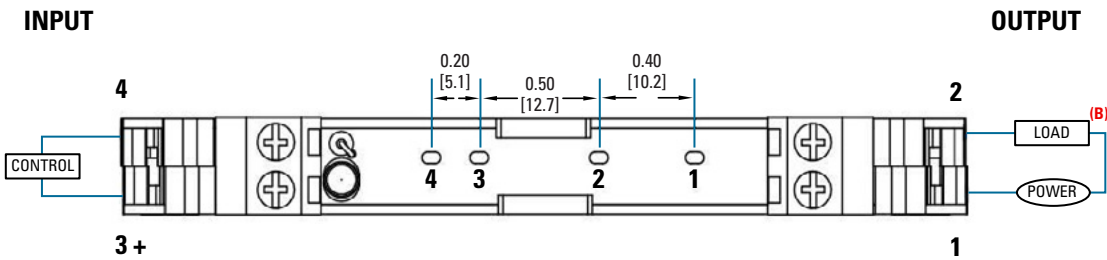 INPUT
OUTPUT
0.20
[5.1]
0.50
[12.7]
0.40
[10.2]
4
2
(B)
CONTROL
LOAD
4 3 2 1
POWER
3 +
1